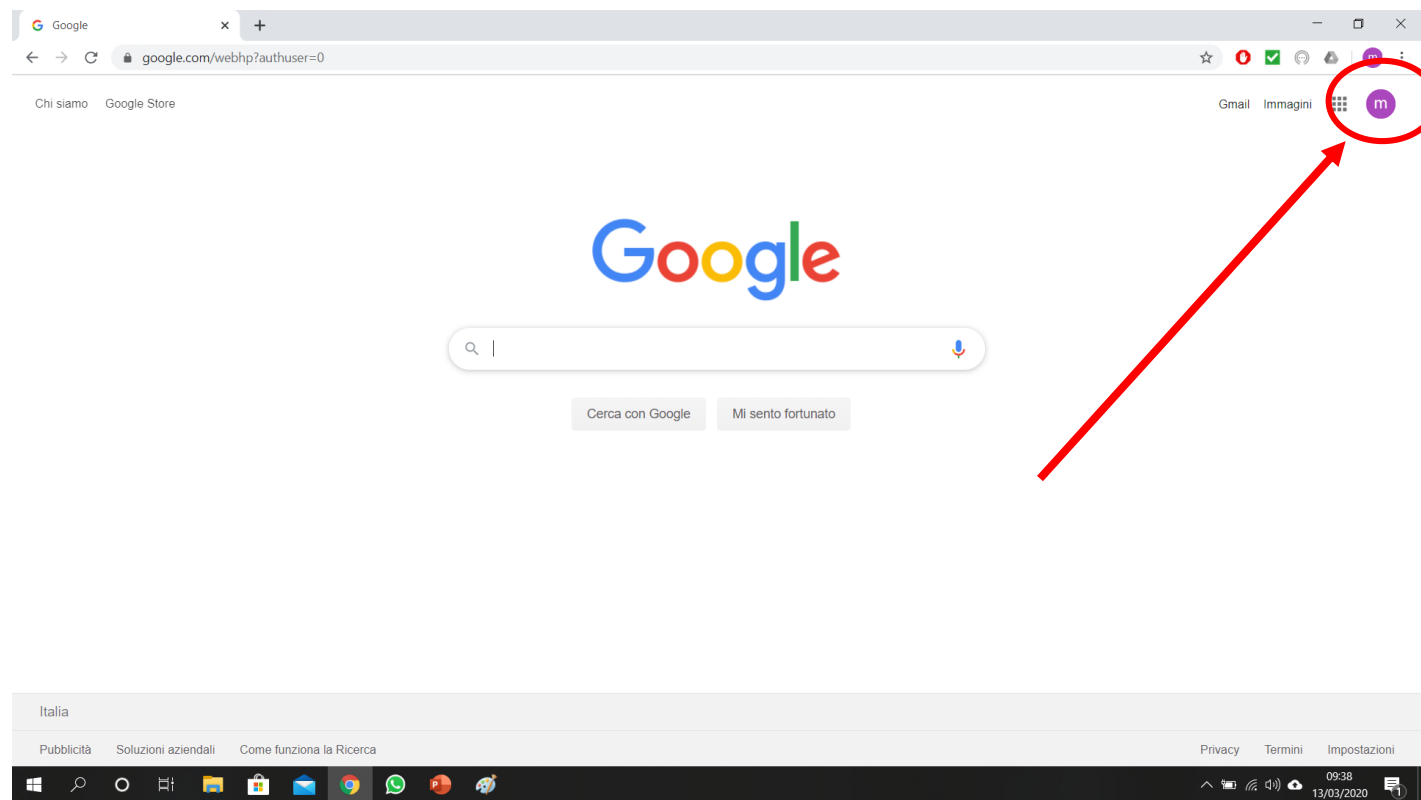 Google
google.com/webhp?authuser=0
m
Chi siamo Google Store
Gmail Immagini m
Google
Cerca con Google Mi sento fortunato
Italia
Pubblicità Soluzioni aziendali Come funziona la Ricerca
Privacy Termini Impostazioni
09:38
13/03/2020
1